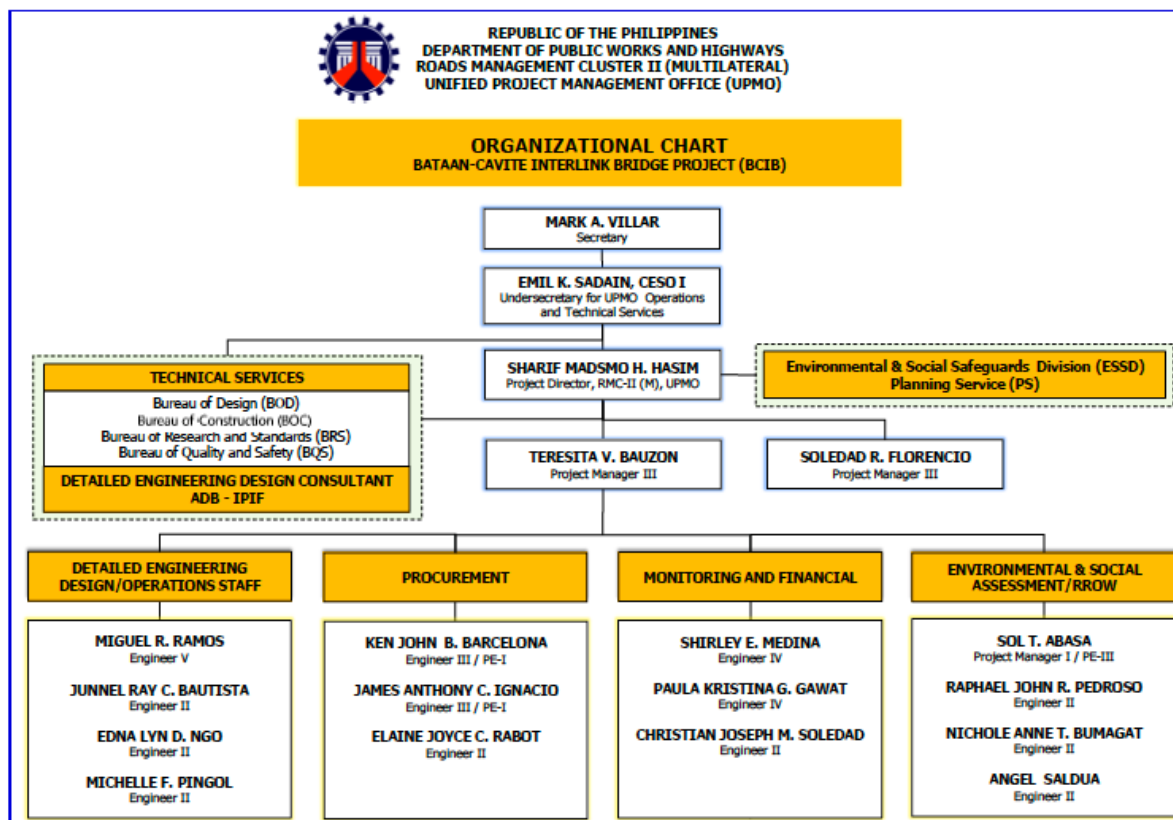 REPUBLIC OF THE PHILIPPINES
DEPARTMENT OF PUBLIC WORKS AND HIGHWAYS
ROADS MANAGEMENT CLUSTER II (MULTILATERAL)
UNIFIED PROJECT MANAGEMENT OFFICE (UPMO)
ORGANIZATIONAL CHART
BATAAN-CAVITE INTERLINK BRIDGE PROJECT (BCIB)
MARK A. VILLAR
Secretary
EMIL K. SADAIN, CESO I
Undersecretary for UPMO Operations
and Technical Services
SHARIF MADSMO H. HASIM
Project Director, RMC-II (M), UPMO
Environmental & Social Safeguards Division (ESSD)
Planning Service (PS)
TECHNICAL SERVICES
Bureau of Design (BOD)
Bureau of Construction (BOC)
Bureau of Research and Standards (BRS)
Bureau of Quality and Safety (BQS)
DETAILED ENGINEERING DESIGN CONSULTANT
ADB - IPIF
TERESITA V. BAUZON
Project Manager III
SOLEDAD R. FLORENCIO
Project Manager III
DETAILED ENGINEERING
DESIGN/OPERATIONS STAFF
MIGUEL R. RAMOS
Engineer V
JUNNEL RAY C. BAUTISTA
Engineer II
EDNA LYN D. NGO
Engineer II
MICHELLE F. PINGOL
Engineer II
PROCUREMENT
KEN JOHN B. BARCELONA
Engineer III / PE-I
JAMES ANTHONY C. IGNACIO
Engineer III / PE-I
ELAINE JOYCE C. RABOT
Engineer II
MONITORING AND FINANCIAL
SHIRLEY E. MEDINA
Engineer IV
PAULA KRISTINA G. GAWAT
Engineer IV
CHRISTIAN JOSEPH M. SOLEDAD
Engineer II
ENVIRONMENTAL & SOCIAL
ASSESSMENT/RROW
SOL T. ABASA
Project Manager I / PE-III
RAPHAEL JOHN R. PEDROSO
Engineer II
NICHOLE ANNE T. BUMAGAT
Engineer II
ANGEL SALDUA
Engineer II